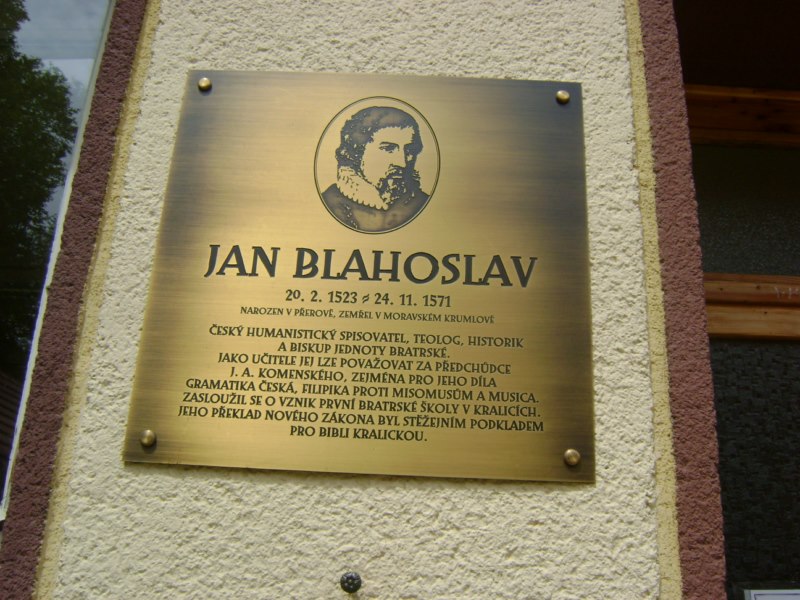 JAN BLAHOSLAV
20. 2. 1523 ≠ 24. 11. 1571
NAROZEN V PŘEROVĚ, ZEMŘEL V MORAVSKÉM KRUMLOVĚ
ČESKÝ HUMANISTICKÝ SPISOVATEL, TEOLOG, HISTORIK
A BISKUP JEDNOTY BRATRSKÉ.
JAKO UČITELE JEJ LZE POVAŽOVAT ZA PŘEDCHŮDCE
J. A. KOMENSKÉHO, ZEJMÉNA PRO JEHO DÍLA
GRAMATIKA ČESKÁ, FILIPIKA PROTI MISOMUSŮM A MUSICA.
ZASLOUŽIL SE O VZNIK PRVNÍ BRATRSKÉ ŠKOLY V KRALICÍCH.
JEHO PŘEKLAD NOVÉHO ZÁKONA BYL STĚŽEJNÍM PODKLADEM
PRO BIBLI KRALICKOU.